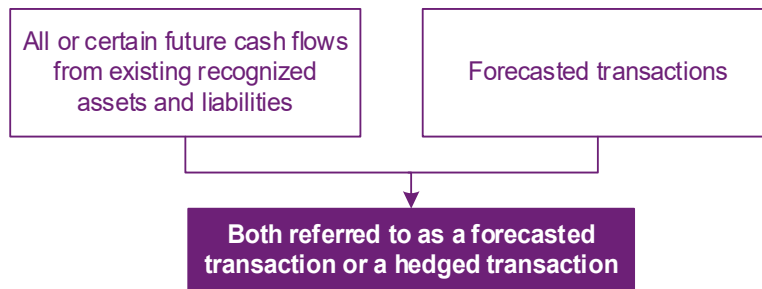 All or certain future cash flows
from existing recognized
assets and liabilities
Forecasted transactions
Both referred to as a forecasted
transaction or a hedged transaction